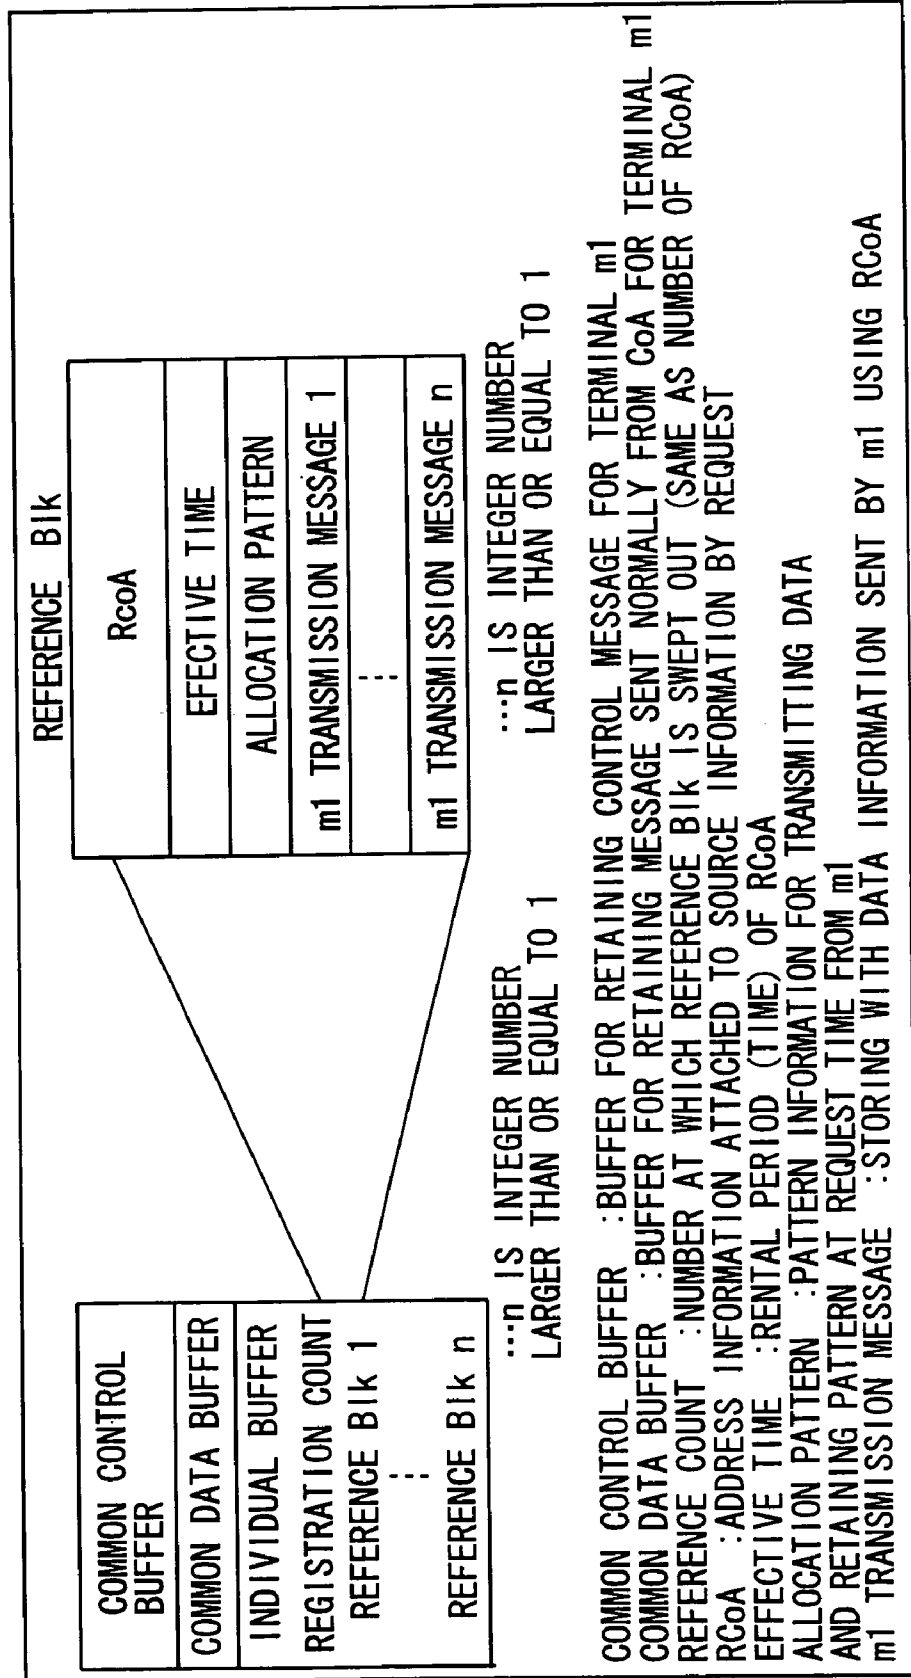 COMMON CONTROL
BUFFER
COMMON DATA BUFFER
INDIVIDUAL BUFFER
REGISTRATION COUNT
REFERENCE Blk 1
⋮
REFERENCE Blk n
…n IS INTEGER NUMBER
LARGER THAN OR EQUAL TO 1
REFERENCE Blk
RcoA
EFECTIVE TIME
ALLOCATION PATTERN
m1 TRANSMISSION MESSAGE 1
⋮
m1 TRANSMISSION MESSAGE n
…n IS INTEGER NUMBER
LARGER THAN OR EQUAL TO 1
COMMON CONTROL BUFFER :BUFFER FOR RETAINING CONTROL MESSAGE FOR TERMINAL m1
COMMON DATA BUFFER :BUFFER FOR RETAINING MESSAGE SENT NORMALLY FROM CoA FOR TERMINAL m1
REFERENCE COUNT :NUMBER AT WHICH REFERENCE Blk IS SWEPT OUT (SAME AS NUMBER OF RCoA)
RCoA :ADDRESS INFORMATION ATTACHED TO SOURCE INFORMATION BY REQUEST
EFFECTIVE TIME :RENTAL PERIOD (TIME) OF RCoA
ALLOCATION PATTERN :PATTERN INFORMATION FOR TRANSMITTING DATA
AND RETAINING PATTERN AT REQUEST TIME FROM m1
m1 TRANSMISSION MESSAGE :STORING WITH DATA INFORMATION SENT BY m1 USING RCoA